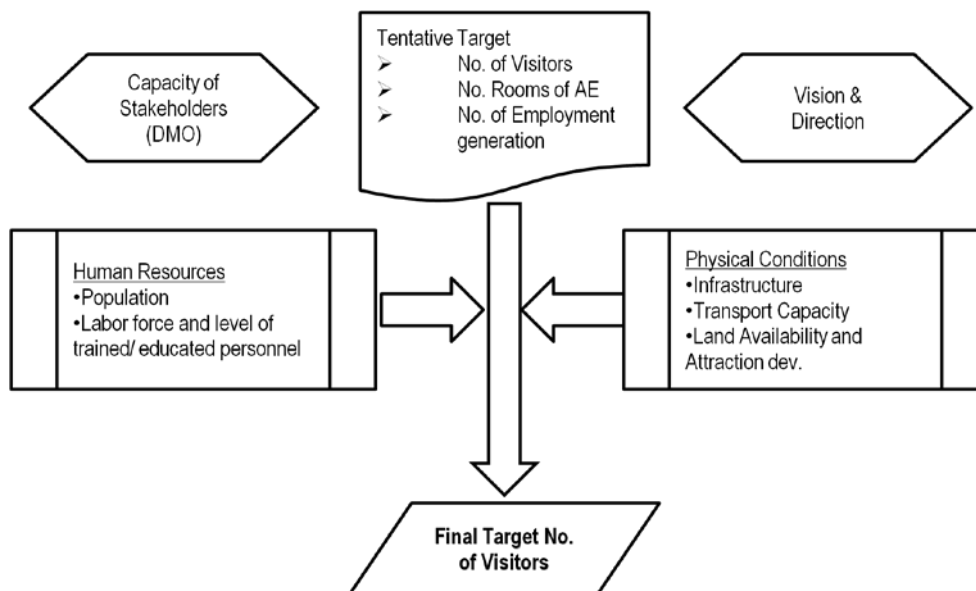 Capacity of
Stakeholders
(DMO)
Tentative Target
➢ No. of Visitors
➢ No. Rooms of AE
➢ No. of Employment
generation
Vision &
Direction
Human Resources
•Population
•Labor force and level of
trained/ educated personnel
Physical Conditions
•Infrastructure
•Transport Capacity
•Land Availability and
Attraction dev.
Final Target No.
of Visitors